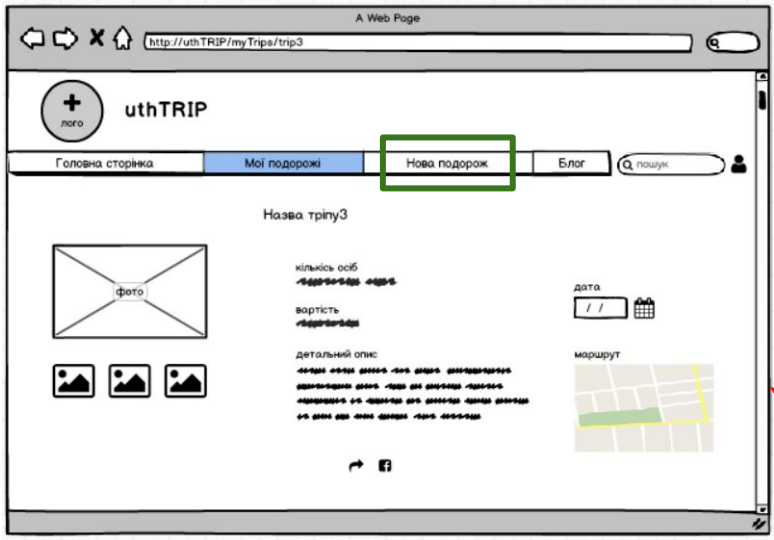 A Web Page
http://uthTRIP/myTrips/trip3
лого
uthTRIP
Головна сторінка
Мої подорожі
Нова подорож
Блог
пошук
Назва тріпу3
фото
кількісь осіб
вартість
детальний опис
дата
/ /
маршрут